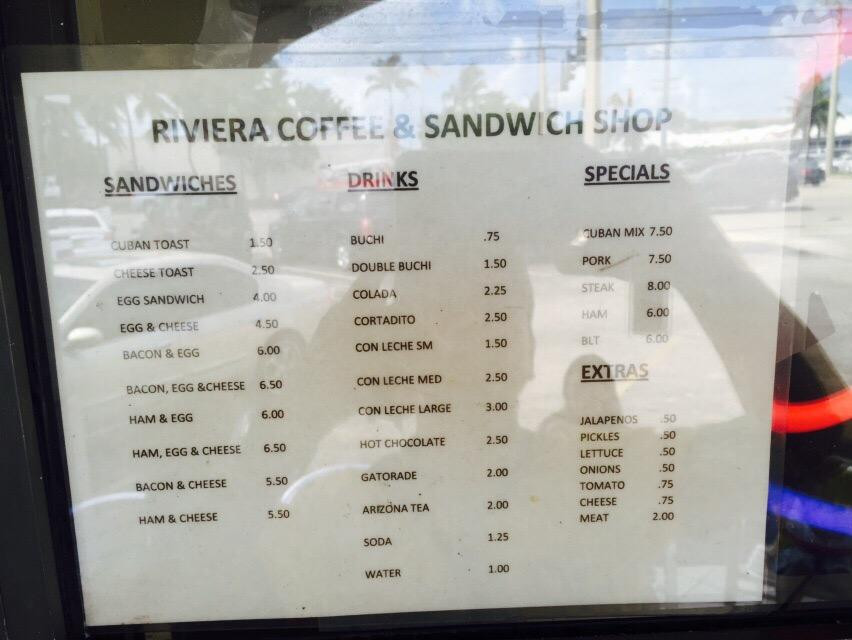 RIVIERA COFFEE & SANDWICH SHOP
SANDWICHES
CUBAN TOAST 1.50
CHEESE TOAST 2.50
EGG SANDWICH 4.00
EGG & CHEESE 4.50
BACON & EGG 6.00
BACON, EGG &CHEESE 6.50
HAM & EGG 6.00
HAM, EGG & CHEESE 6.50
BACON & CHEESE 5.50
HAM & CHEESE 5.50
DRINKS
BUCHI .75
DOUBLE BUCHI 1.50
COLADA 2.25
CORTADITO 2.50
CON LECHE SM 1.50
CON LECHE MED 2.50
CON LECHE LARGE 3.00
HOT CHOCOLATE 2.50
GATORADE 2.00
ARIZONA TEA 2.00
SODA 1.25
WATER 1.00
SPECIALS
CUBAN MIX 7.50
PORK 7.50
STEAK 8.00
HAM 6.00
BLT 6.00
EXTRAS
JALAPENOS .50
PICKLES .50
LETTUCE .50
ONIONS .50
TOMATO .75
CHEESE .75
MEAT 2.00